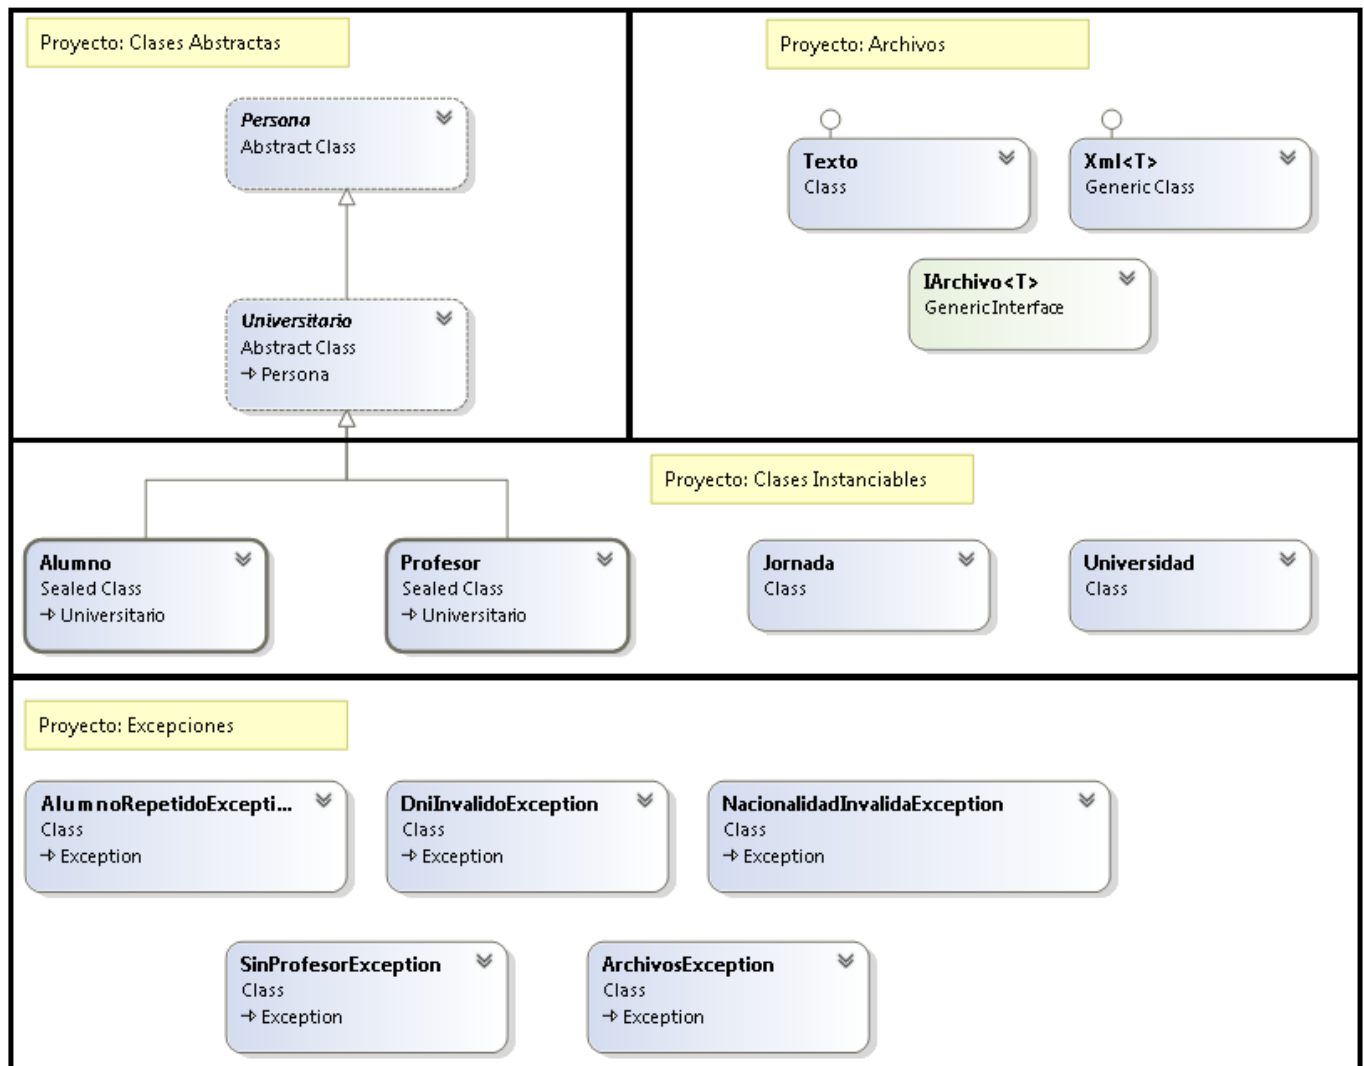 Proyecto: Clases Abstractas
Persona
Abstract Class
Universitario
Abstract Class
Persona
Proyecto: Archivos
Texto
Class
Xml<T>
Generic Class
IArchivo<T>
Generic Interface
Proyecto: Clases Instanciables
Alumno
Sealed Class
Universitario
Profesor
Sealed Class
Universitario
Jornada
Class
Universidad
Class
Proyecto: Excepciones
AlumnoRepetidoExcepti...
Class
Exception
DniInvalidoException
Class
Exception
NacionalidadInvalidaException
Class
Exception
SinProfesorException
Class
Exception
ArchivosException
Class
Exception